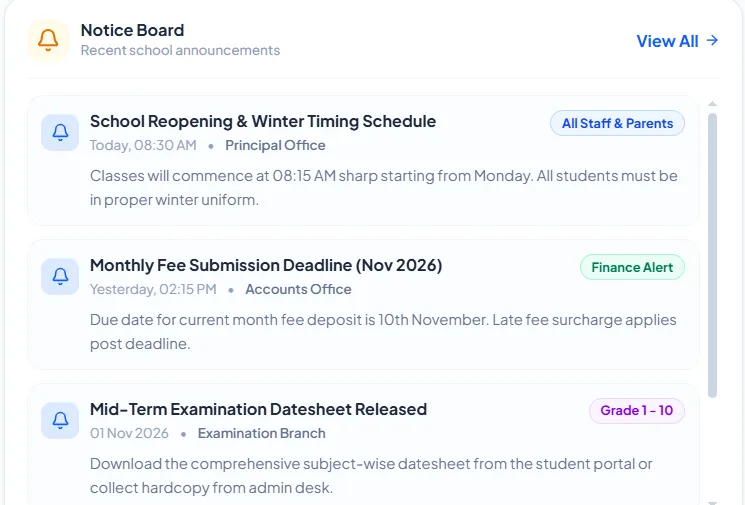 Notice Board
Recent school announcements
View All
School Reopening & Winter Timing Schedule
All Staff & Parents
Today, 08:30 AM • Principal Office
Classes will commence at 08:15 AM sharp starting from Monday. All students must be
in proper winter uniform.
Monthly Fee Submission Deadline (Nov 2026)
Finance Alert
Yesterday, 02:15 PM • Accounts Office
Due date for current month fee deposit is 10th November. Late fee surcharge applies
post deadline.
Mid-Term Examination Datesheet Released
Grade 1 - 10
01 Nov 2026 • Examination Branch
Download the comprehensive subject-wise datesheet from the student portal or
collect hardcopy from admin desk.